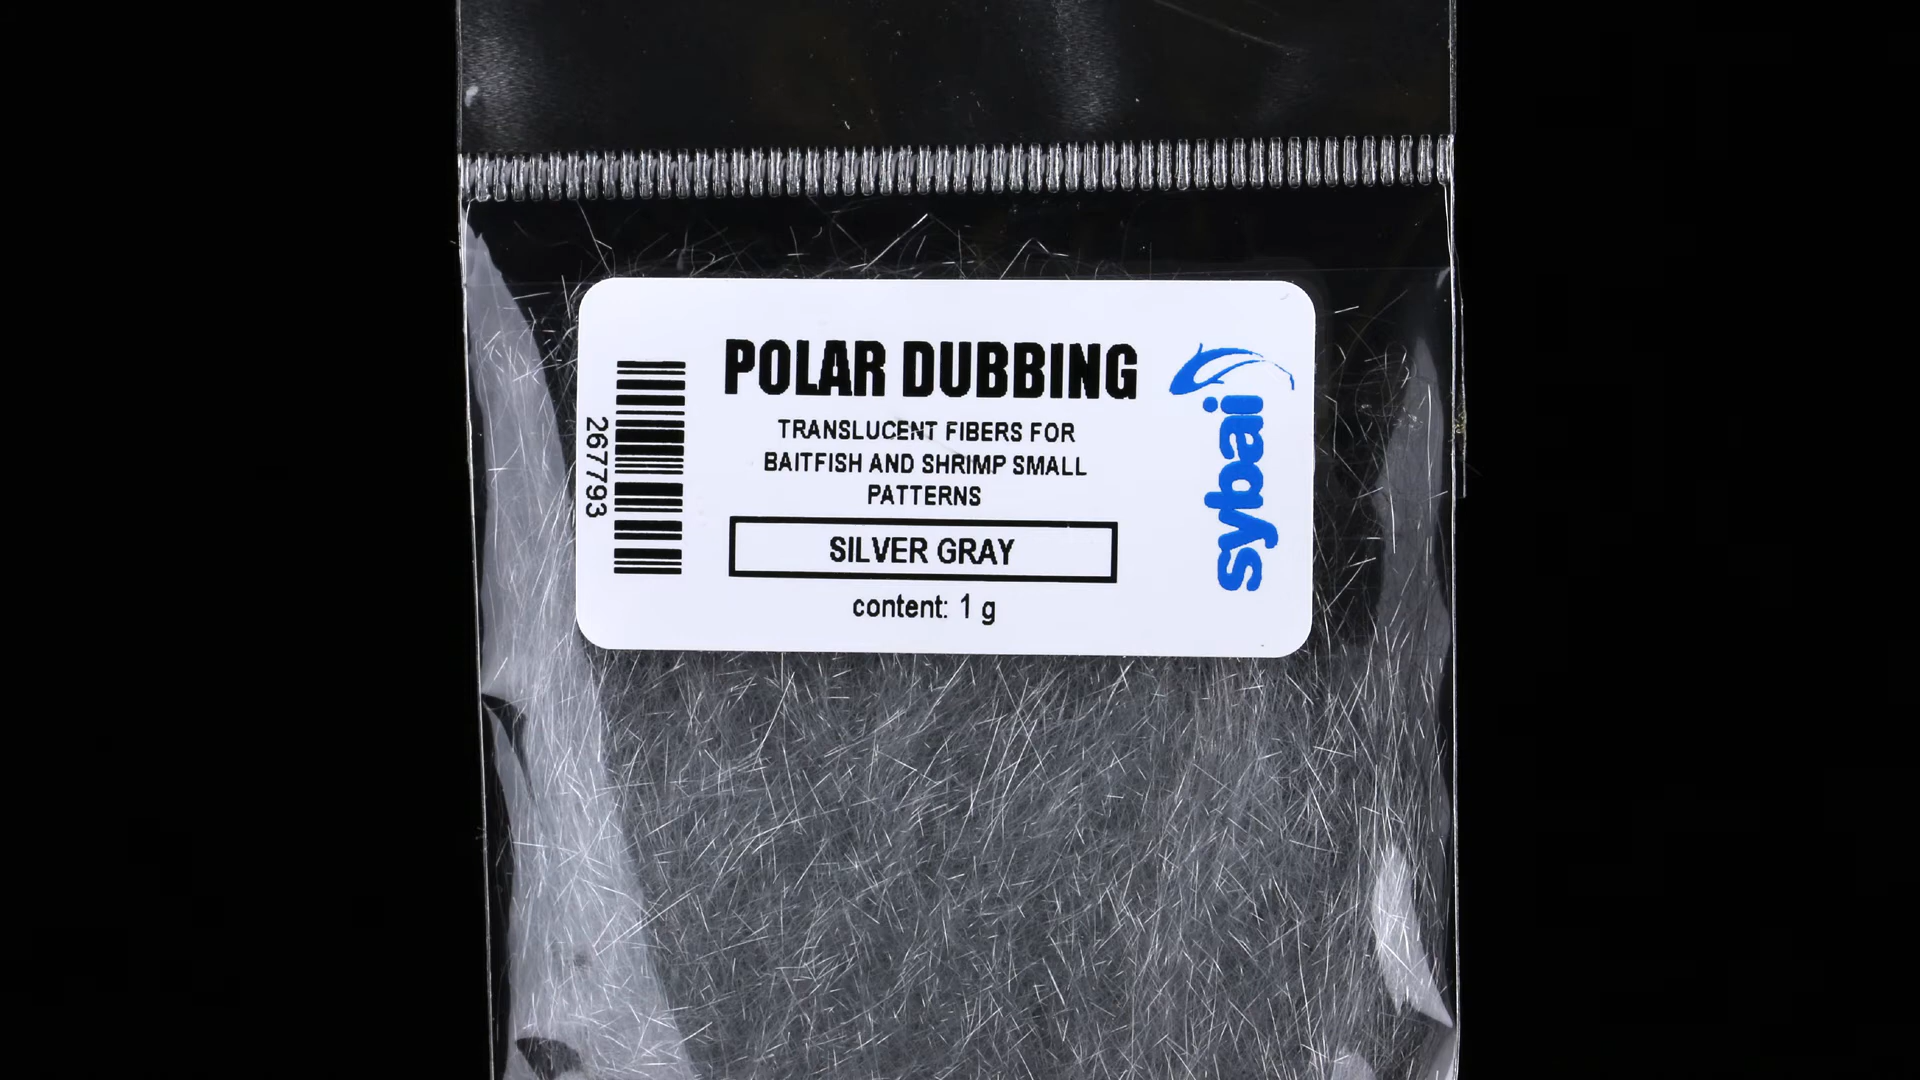 POLAR DUBBING
TRANSLUCENT FIBERS FOR
BAITFISH AND SHRIMP SMALL
PATTERNS
SILVER GRAY
content: 1 g
267793
sybai